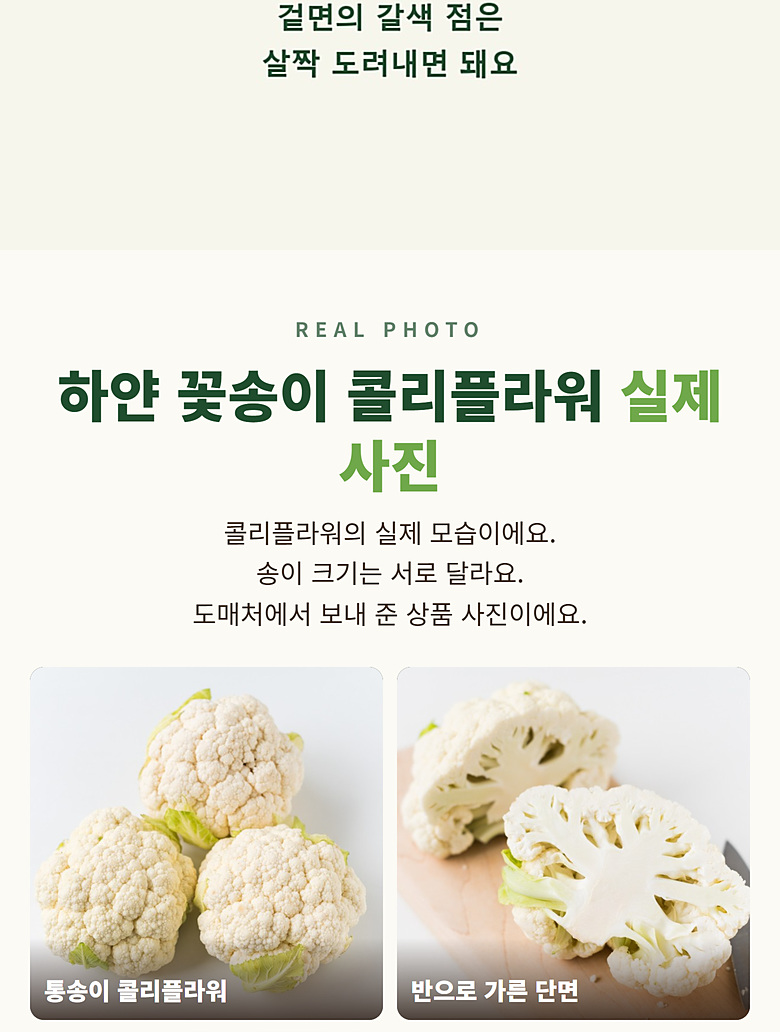 겉면의 갈색 점은
살짝 도려내면 돼요
REAL PHOTO
하얀 꽃송이 콜리플라워 실제
사진
콜리플라워의 실제 모습이에요.
송이 크기는 서로 달라요.
도매처에서 보내 준 상품 사진이에요.
통송이 콜리플라워
반으로 가른 단면